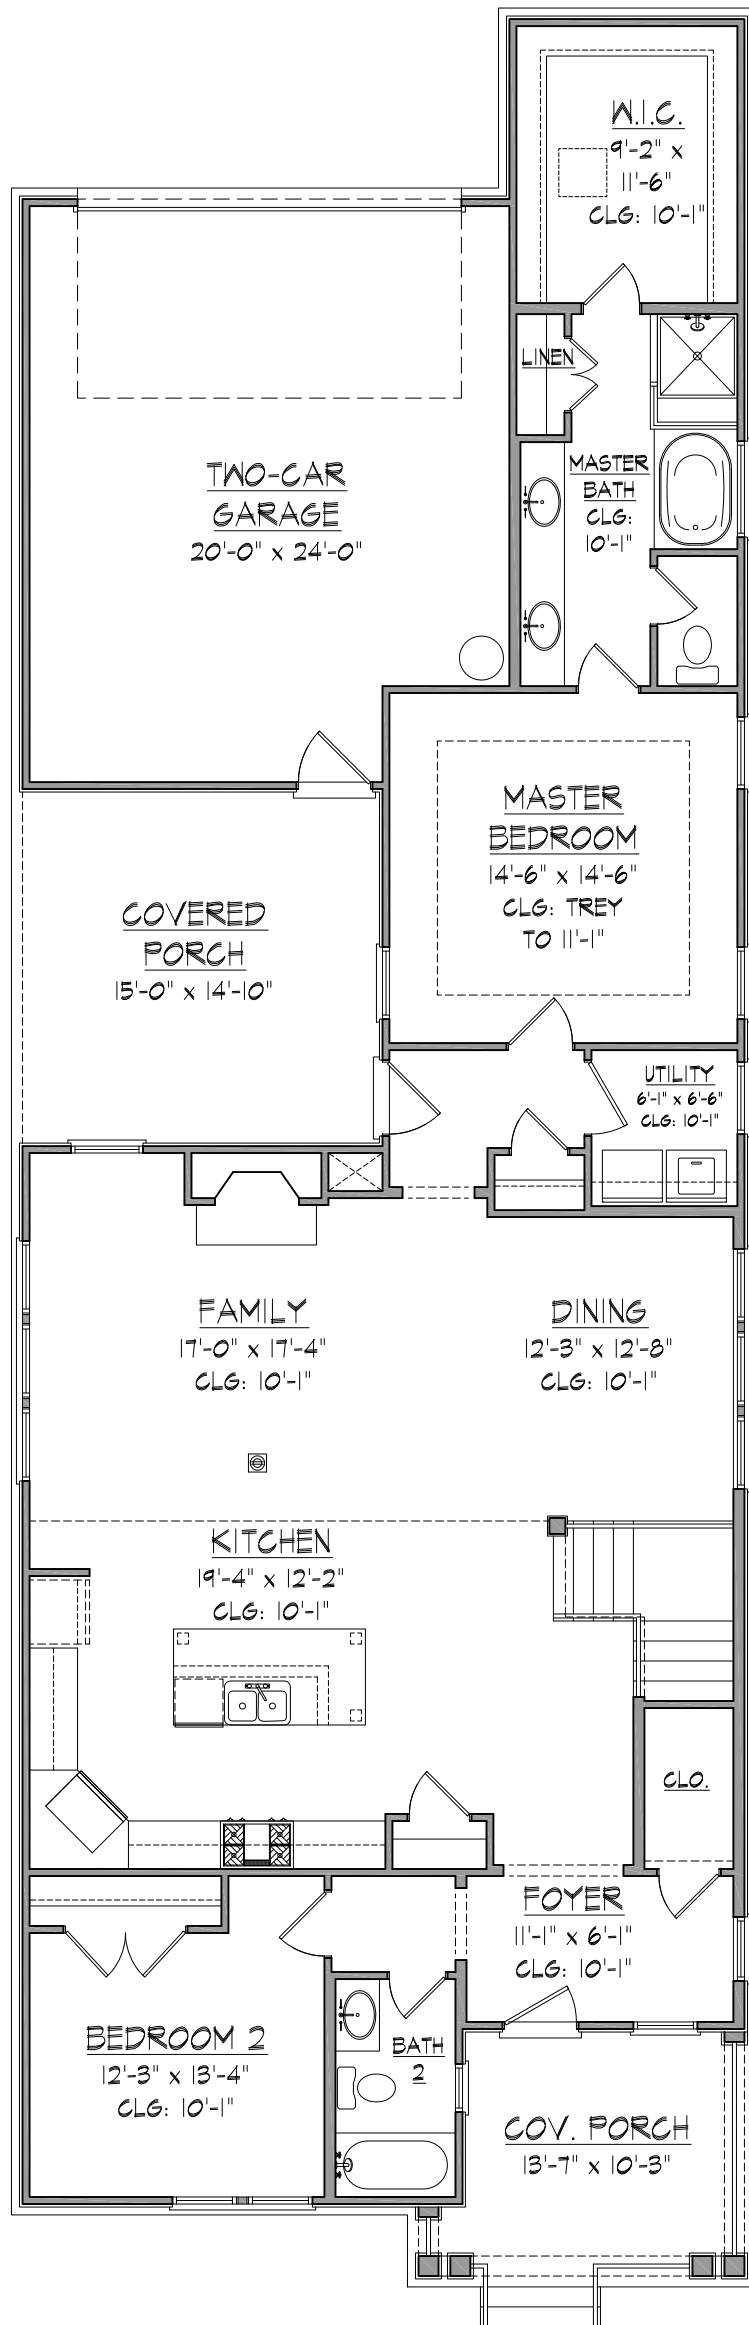 W.I.C.
9'-2" x
11'-6"
CLG: 10'-1"
LINEN
MASTER
BATH
CLG:
10'-1"
TWO-CAR
GARAGE
20'-0" x 24'-0"
MASTER
BEDROOM
14'-6" x 14'-6"
CLG: TREY
TO 11'-1"
COVERED
PORCH
15'-0" x 14'-10"
UTILITY
6'-1" x 6'-6"
CLG: 10'-1"
FAMILY
17'-0" x 17'-4"
CLG: 10'-1"
DINING
12'-3" x 12'-8"
CLG: 10'-1"
KITCHEN
19'-4" x 12'-2"
CLG: 10'-1"
CLO.
FOYER
11'-1" x 6'-1"
CLG: 10'-1"
BEDROOM 2
12'-3" x 13'-4"
CLG: 10'-1"
BATH
2
COV. PORCH
13'-7" x 10'-3"